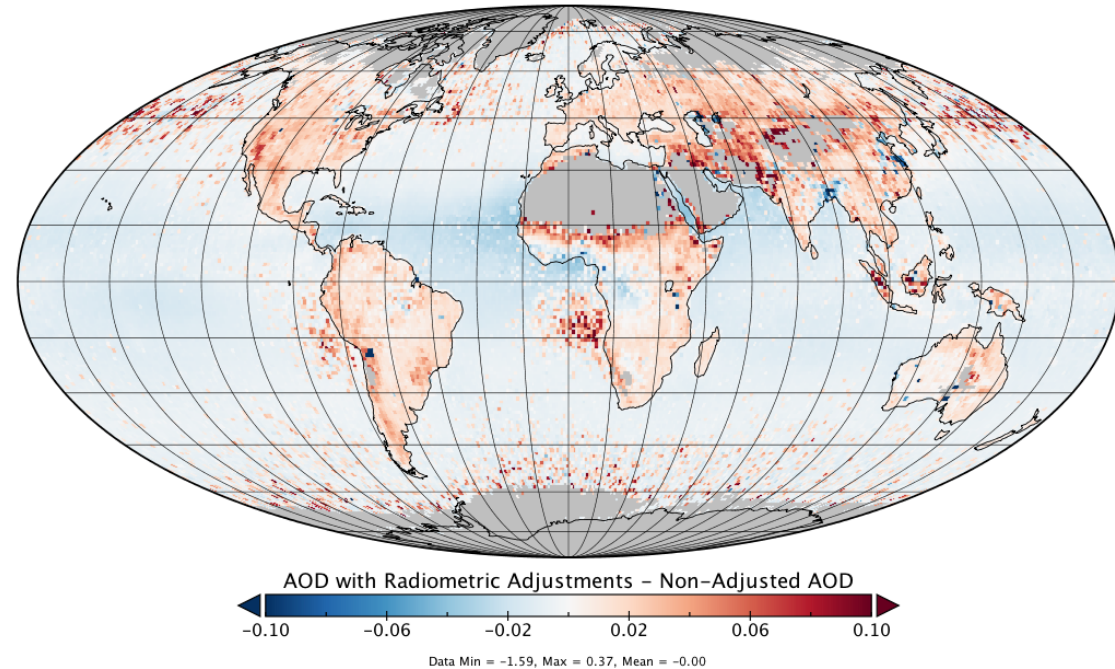 AOD with Radiometric Adjustments – Non-Adjusted AOD
-0.10 -0.06 -0.02 0.02 0.06 0.10
Data Min = -1.59, Max = 0.37, Mean = -0.00